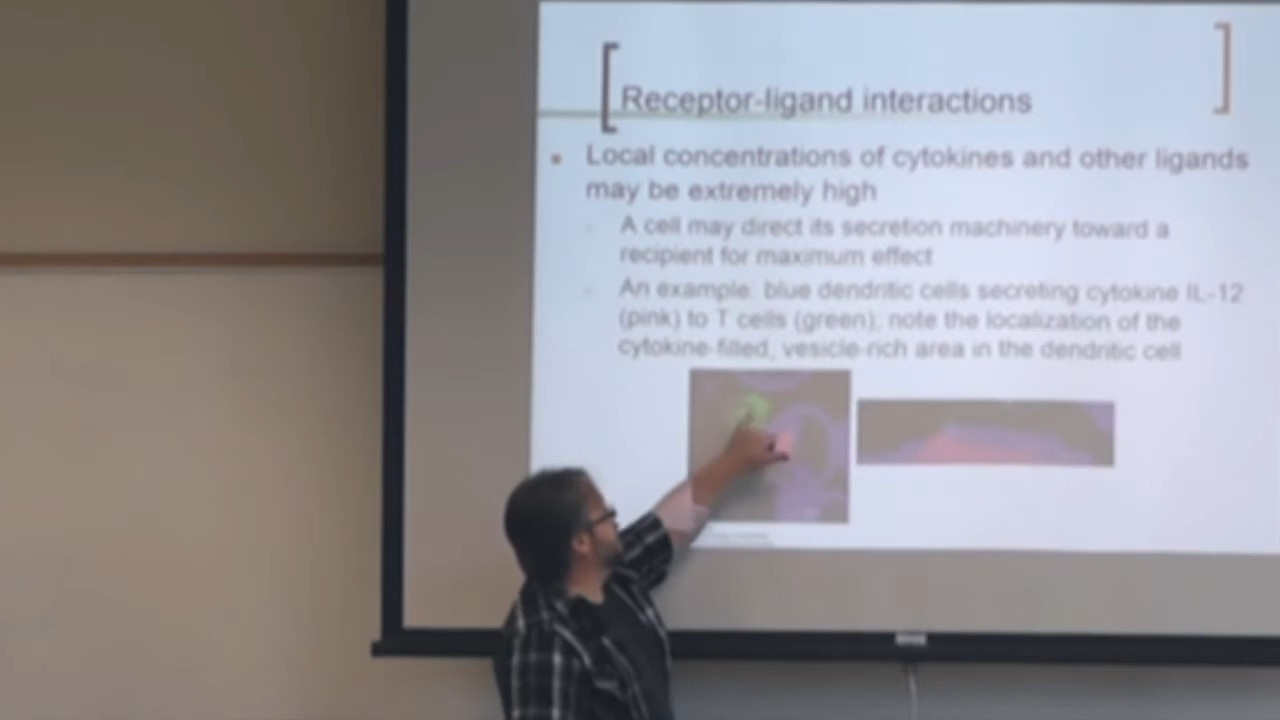 Receptor-ligand interactions
Local concentrations of cytokines and other ligands
may be extremely high
A cell may direct its secretion machinery toward a
recipient for maximum effect
An example: blue dendritic cells secreting cytokine IL-12
(pink) to T cells (green); note the localization of the
cytokine-filled, vesicle-rich area in the dendritic cell